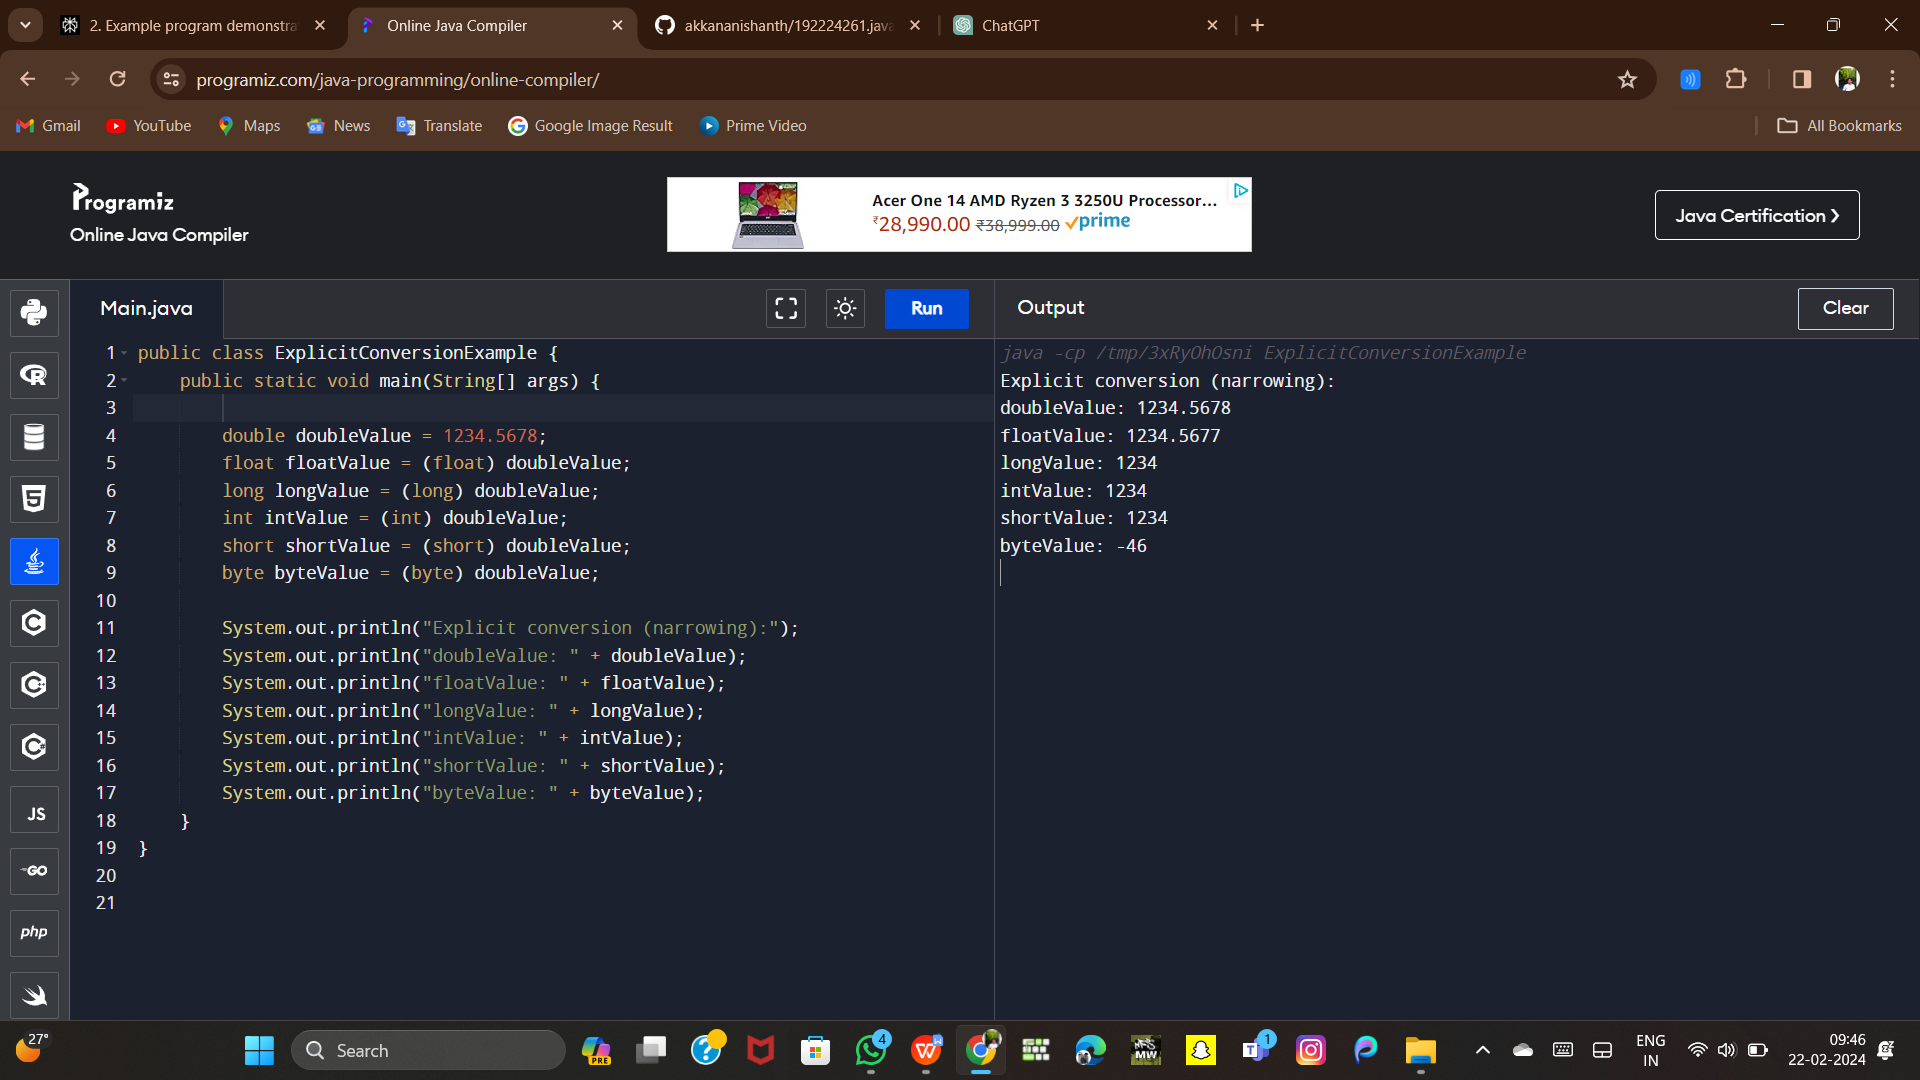 2. Example program demonstra
Online Java Compiler
akkananishanth/192224261.java
ChatGPT
programiz.com/java-programming/online-compiler/
Gmail
YouTube
Maps
News
Translate
Google Image Result
Prime Video
All Bookmarks
Programiz
Online Java Compiler
Acer One 14 AMD Ryzen 3 3250U Processor...
₹28,990.00 ₹38,999.00 prime
Java Certification ❯
Main.java
Run
Output
Clear
1 public class ExplicitConversionExample {
2 public static void main(String[] args) {
3
4 double doubleValue = 1234.5678;
5 float floatValue = (float) doubleValue;
6 long longValue = (long) doubleValue;
7 int intValue = (int) doubleValue;
8 short shortValue = (short) doubleValue;
9 byte byteValue = (byte) doubleValue;
10
11 System.out.println("Explicit conversion (narrowing):");
12 System.out.println("doubleValue: " + doubleValue);
13 System.out.println("floatValue: " + floatValue);
14 System.out.println("longValue: " + longValue);
15 System.out.println("intValue: " + intValue);
16 System.out.println("shortValue: " + shortValue);
17 System.out.println("byteValue: " + byteValue);
18 }
19 }
20
21
java -cp /tmp/3xRyOhOsni ExplicitConversionExample
Explicit conversion (narrowing):
doubleValue: 1234.5678
floatValue: 1234.5677
longValue: 1234
intValue: 1234
shortValue: 1234
byteValue: -46
JS
GO
php
27°
Search
PRE
4
W
MW
1
ENG
IN
09:46
22-02-2024